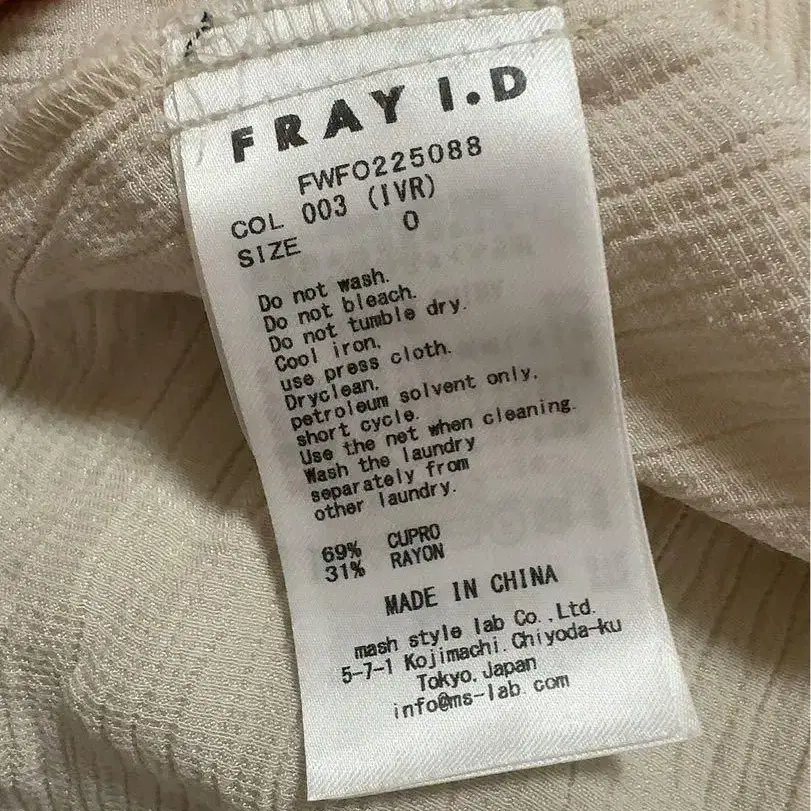 FRAY I.D
FWFO225088
COL 003 (IVR)
SIZE 0
Do not wash.
Do not bleach.
Do not tumble dry.
Cool iron.
use press cloth.
Dryclean.
petroleum solvent only,
short cycle.
Use the net when cleaning.
Wash the laundry
separately from
other laundry.
69% CUPRO
31% RAYON
MADE IN CHINA
mash style lab Co.,Ltd.
5-7-1 Kojimachi.Chiyoda-ku
Tokyo.Japan
info@ms-lab.com